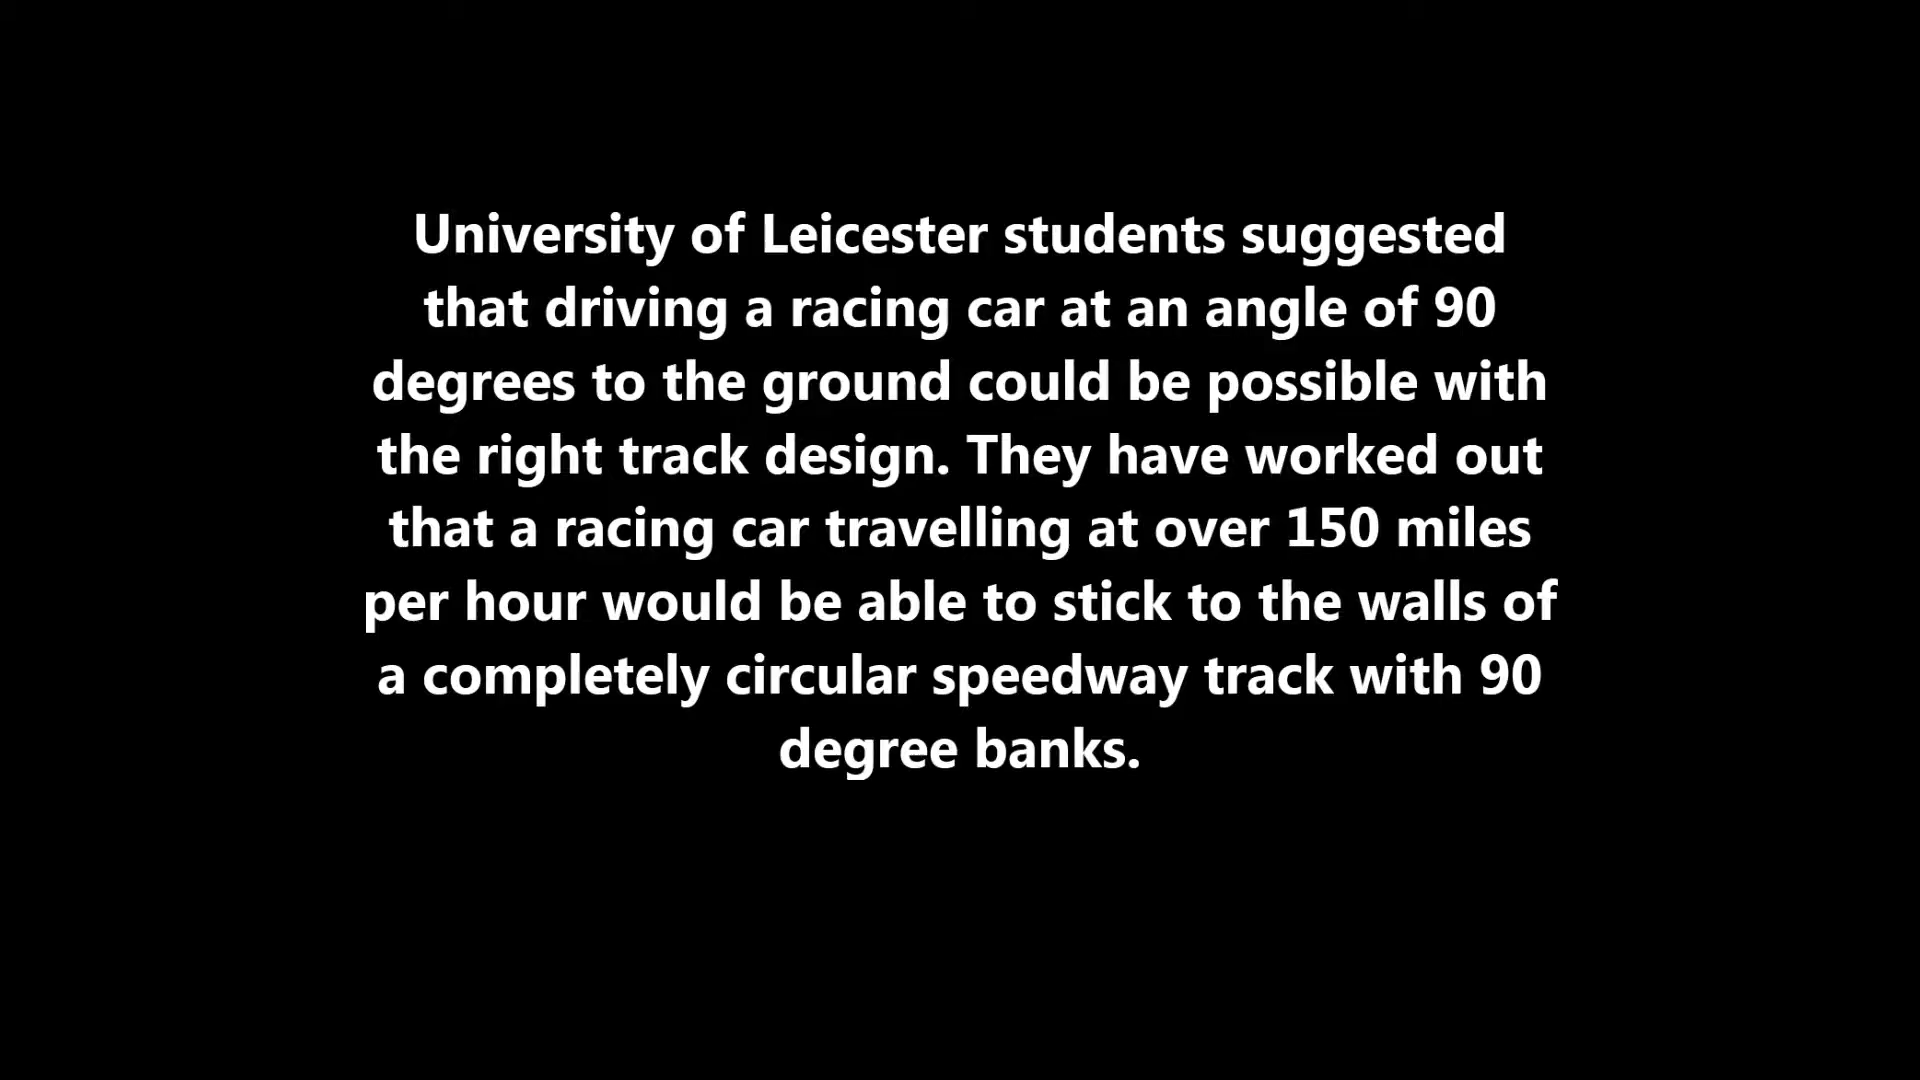 University of Leicester students suggested
that driving a racing car at an angle of 90
degrees to the ground could be possible with
the right track design. They have worked out
that a racing car travelling at over 150 miles
per hour would be able to stick to the walls of
a completely circular speedway track with 90
degree banks.